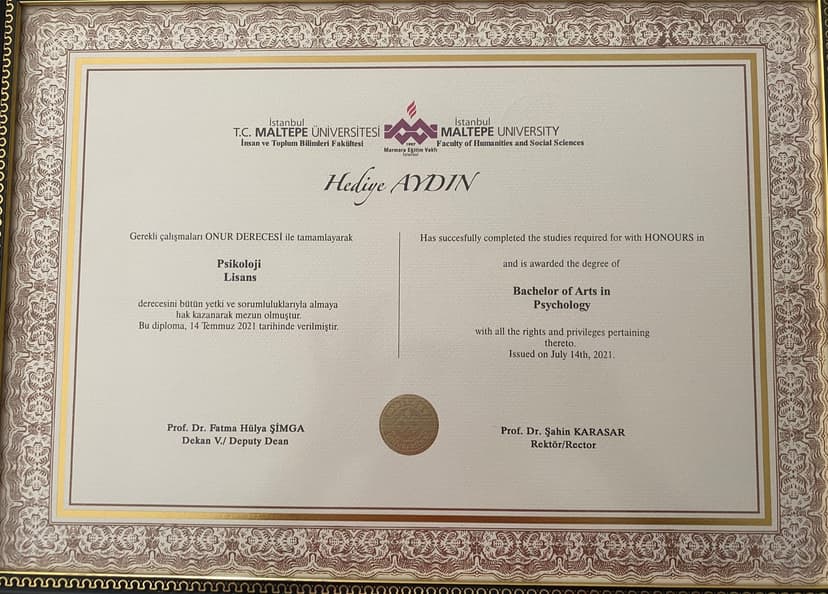 İstanbul
T.C. MALTEPE ÜNİVERSİTESİ
İnsan ve Toplum Bilimleri Fakültesi
1997
Marmara Eğitim Vakfı
İstanbul
İstanbul
MALTEPE UNIVERSITY
Faculty of Humanities and Social Sciences
Hediye AYDIN
Gerekli çalışmaları ONUR DERECESİ ile tamamlayarak
Psikoloji
Lisans
derecesini bütün yetki ve sorumluluklarıyla almaya
hak kazanarak mezun olmuştur.
Bu diploma, 14 Temmuz 2021 tarihinde verilmiştir.
Has succesfully completed the studies required for with HONOURS in
and is awarded the degree of
Bachelor of Arts in
Psychology
with all the rights and privileges pertaining
thereto.
Issued on July 14th, 2021.
Prof. Dr. Fatma Hülya ŞİMGA
Dekan V./ Deputy Dean
Prof. Dr. Şahin KARASAR
Rektör/Rector